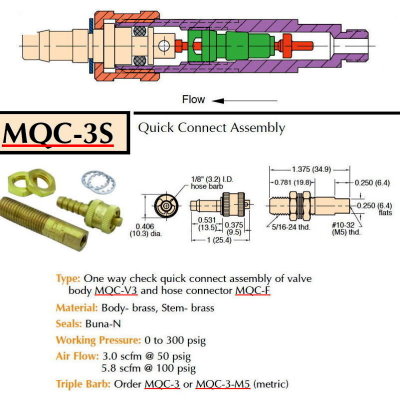 Flow
MQC-3S
Quick Connect Assembly
1/8" (3.2) I.D.
hose barb
0.406
(10.3) dia.
0.531
(13.5)
0.375
(9.5)
1 (25.4)
1.375 (34.9)
0.781 (19.8)
0.250 (6.4)
0.250 (6.4)
flats
5/16-24 thd.
#10-32
(M5) thd.
Type: One way check quick connect assembly of valve
body MQC-V3 and hose connector MQC-F
Material: Body- brass, Stem- brass
Seals: Buna-N
Working Pressure: 0 to 300 psig
Air Flow: 3.0 scfm @ 50 psig
5.8 scfm @ 100 psig
Triple Barb: Order MQC-3 or MQC-3-M5 (metric)